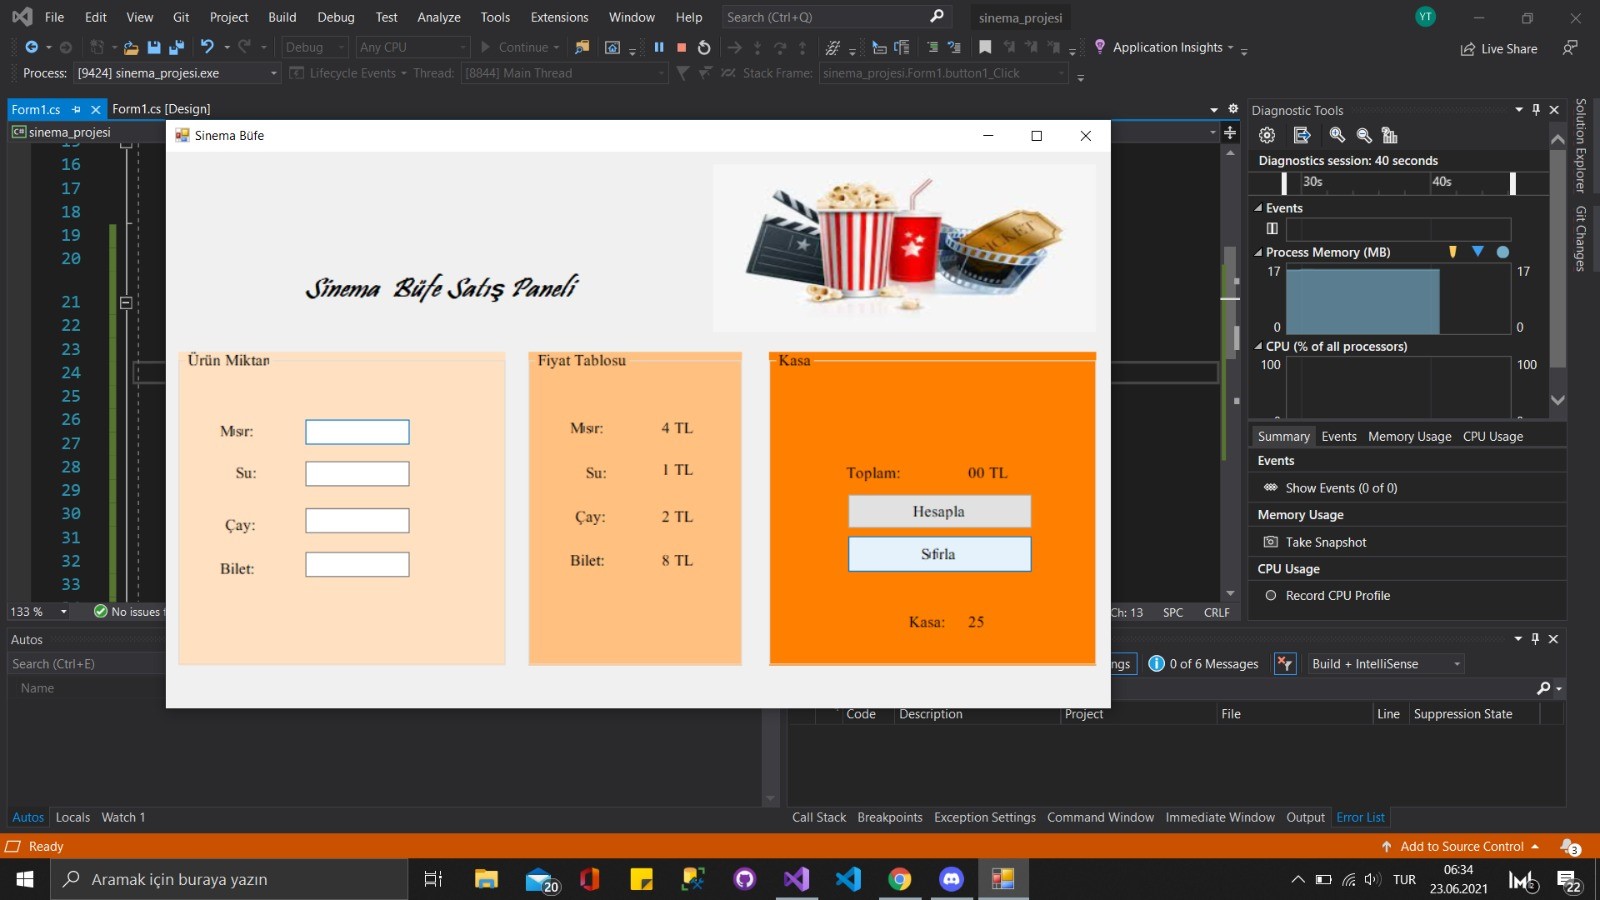 File Edit View Git Project Build Debug Test Analyze Tools Extensions Window Help Search (Ctrl+Q) sinema_projesi YT
Debug Any CPU Continue Application Insights Live Share
Process: [9424] sinema_projesi.exe Lifecycle Events Thread: [8844] Main Thread Stack Frame: sinema_projesi.Form1.button1_Click
Form1.cs Form1.cs [Design]
sinema_projesi
16
17
18
19
20
21
22
23
24
25
26
27
28
29
30
31
32
33
133 % No issues
Ch: 13 SPC CRLF
Sinema Büfe
TICKET
Sinema Büfe Satış Paneli
Ürün Miktarı
Mısır:
Su:
Çay:
Bilet:
Fiyat Tablosu
Mısır: 4 TL
Su: 1 TL
Çay: 2 TL
Bilet: 8 TL
Kasa
Toplam: 00 TL
Hesapla
Sıfırla
Kasa: 25
Diagnostic Tools
Diagnostics session: 40 seconds
30s 40s
Events
Process Memory (MB)
17 17
0 0
CPU (% of all processors)
100 100
Summary Events Memory Usage CPU Usage
Events
Show Events (0 of 0)
Memory Usage
Take Snapshot
CPU Usage
Record CPU Profile
Solution Explorer
Git Changes
Autos
Search (Ctrl+E)
Name
0 of 6 Messages Build + IntelliSense
Code Description Project File Line Suppression State
Autos Locals Watch 1
Call Stack Breakpoints Exception Settings Command Window Immediate Window Output Error List
Ready Add to Source Control 3
Aramak için buraya yazın 20 TUR 06:34
23.06.2021 22